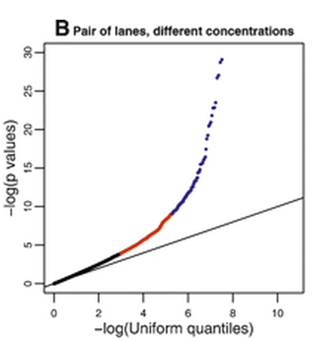 B Pair of lanes, different concentrations
30
25
20
15
10
5
0
−log(p values)
0 2 4 6 8 10
−log(Uniform quantiles)